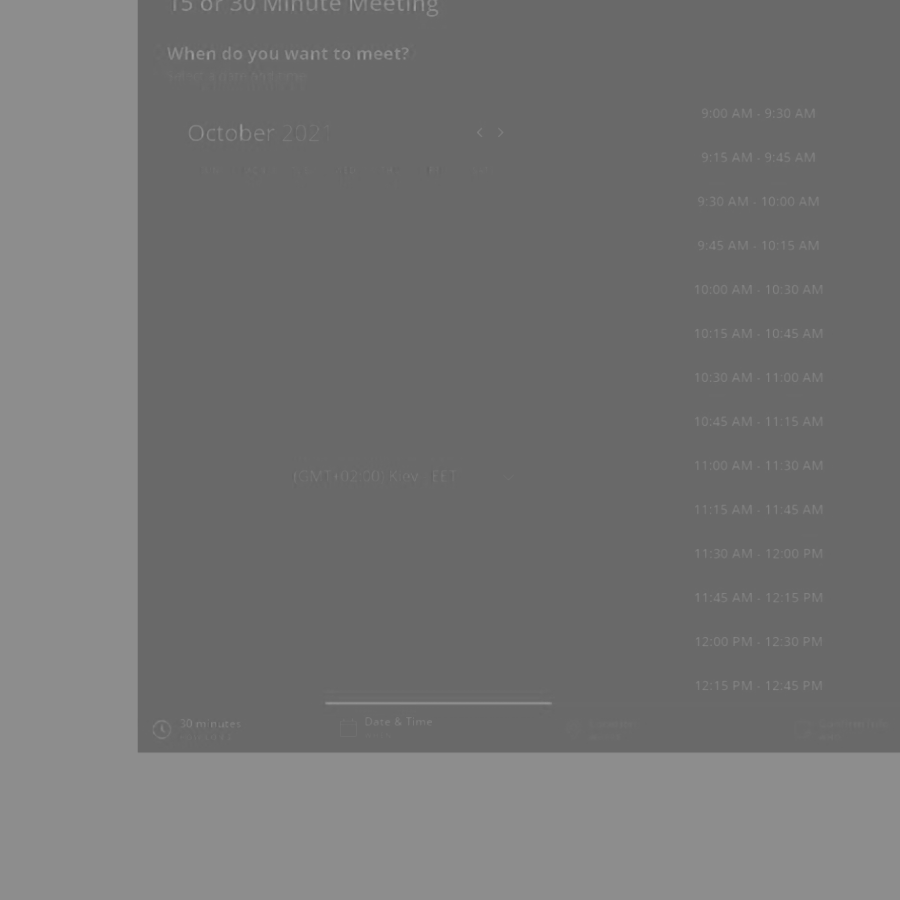 15 or 30 Minute Meeting
When do you want to meet?
October 2021
9:00 AM - 9:30 AM
9:15 AM - 9:45 AM
9:30 AM - 10:00 AM
9:45 AM - 10:15 AM
10:00 AM - 10:30 AM
10:15 AM - 10:45 AM
10:30 AM - 11:00 AM
10:45 AM - 11:15 AM
11:00 AM - 11:30 AM
(GMT+02:00) Kiev - EET
11:15 AM - 11:45 AM
11:30 AM - 12:00 PM
11:45 AM - 12:15 PM
12:00 PM - 12:30 PM
12:15 PM - 12:45 PM
30 minutes
Date & Time